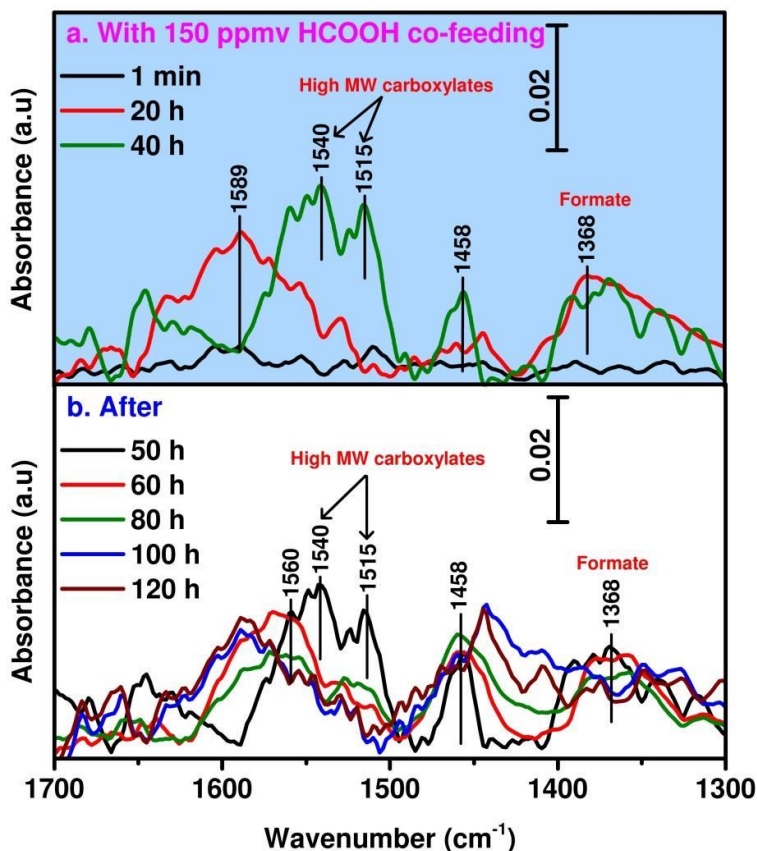 a. With 150 ppmv HCOOH co-feeding
1 min
20 h
40 h
High MW carboxylates
0.02
1589
1540
1515
1458
Formate
1368
Absorbance (a.u)
b. After
50 h
60 h
80 h
100 h
120 h
High MW carboxylates
0.02
1560
1540
1515
1458
Formate
1368
Absorbance (a.u)
1700 1600 1500 1400 1300
Wavenumber (cm⁻¹)